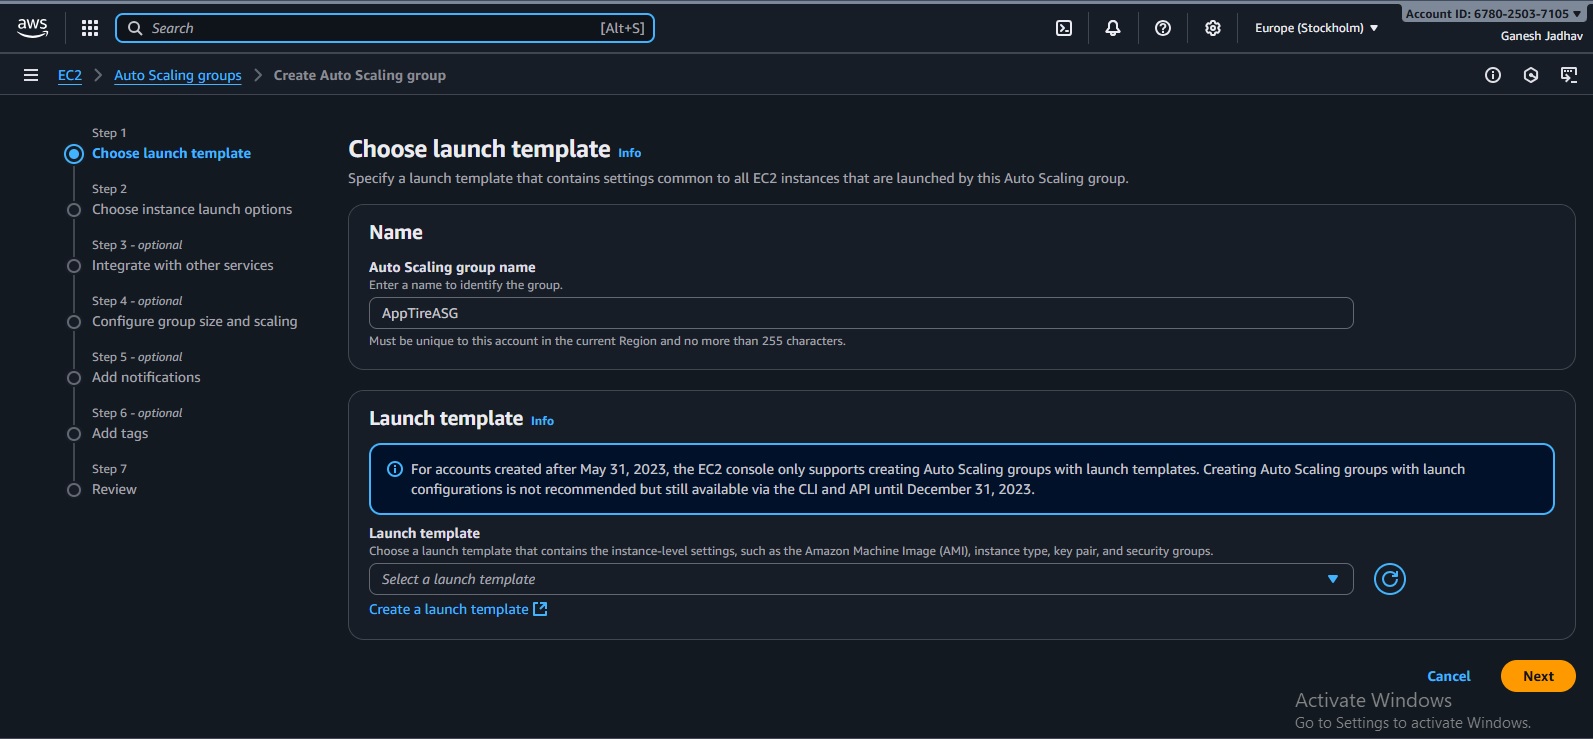 aws
Search
[Alt+S]
Europe (Stockholm)
Account ID: 6780-2503-7105
Ganesh Jadhav
EC2
Auto Scaling groups
Create Auto Scaling group
Step 1
Choose launch template
Step 2
Choose instance launch options
Step 3 - optional
Integrate with other services
Step 4 - optional
Configure group size and scaling
Step 5 - optional
Add notifications
Step 6 - optional
Add tags
Step 7
Review
Choose launch template Info
Specify a launch template that contains settings common to all EC2 instances that are launched by this Auto Scaling group.
Name
Auto Scaling group name
Enter a name to identify the group.
AppTireASG
Must be unique to this account in the current Region and no more than 255 characters.
Launch template Info
For accounts created after May 31, 2023, the EC2 console only supports creating Auto Scaling groups with launch templates. Creating Auto Scaling groups with launch
configurations is not recommended but still available via the CLI and API until December 31, 2023.
Launch template
Choose a launch template that contains the instance-level settings, such as the Amazon Machine Image (AMI), instance type, key pair, and security groups.
Select a launch template
Create a launch template
Cancel
Next
Activate Windows
Go to Settings to activate Windows.